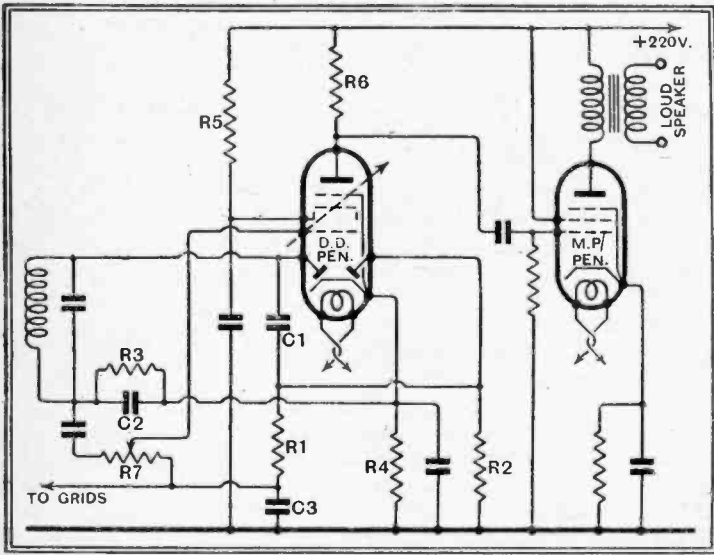 +220V.
R6
R5
LOUD
SPEAKER
D.D.
PEN.
M.P.
PEN.
C1
R3
C2
R1
R7
R4
R2
TO GRIDS
C3